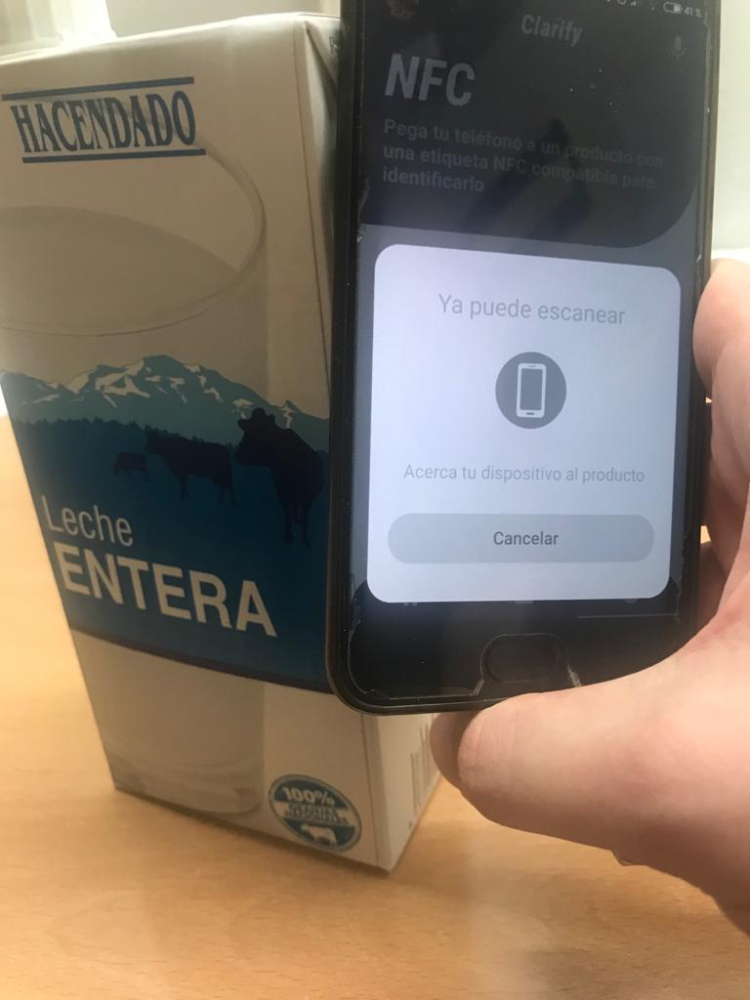 HACENDADO
Leche
ENTERA
100%
41 %
Clarify
NFC
Pega tu teléfono a un producto con
una etiqueta NFC compatible para
identificarlo
Ya puede escanear
Acerca tu dispositivo al producto
Cancelar